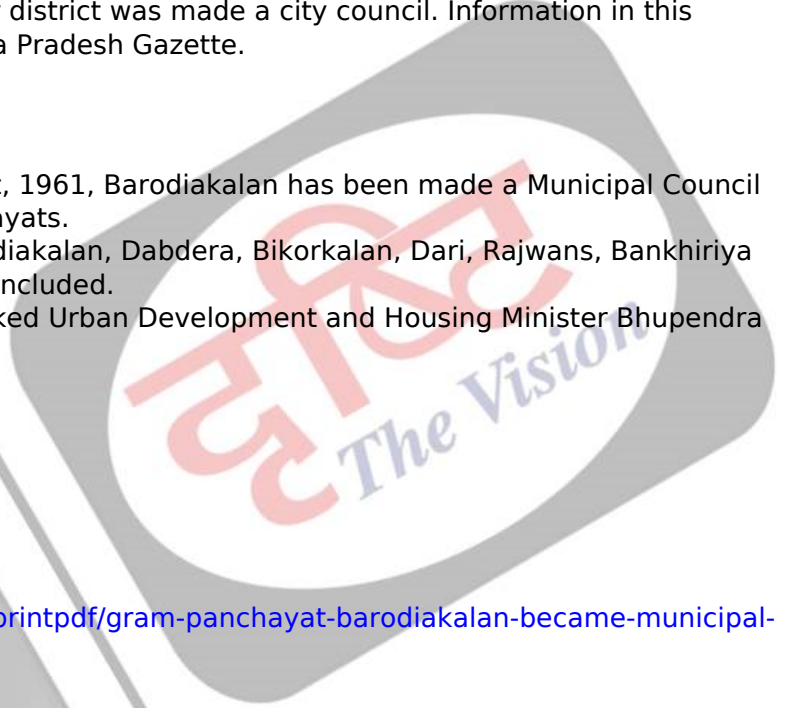 district was made a city council. Information in this
a Pradesh Gazette.
, 1961, Barodiakalan has been made a Municipal Council
ayats.
diakalan, Dabdera, Bikorkalan, Dari, Rajwans, Bankhiriya
included.
ked Urban Development and Housing Minister Bhupendra
दृष्टि
The Vision
printpdf/gram-panchayat-barodiakalan-became-municipal-